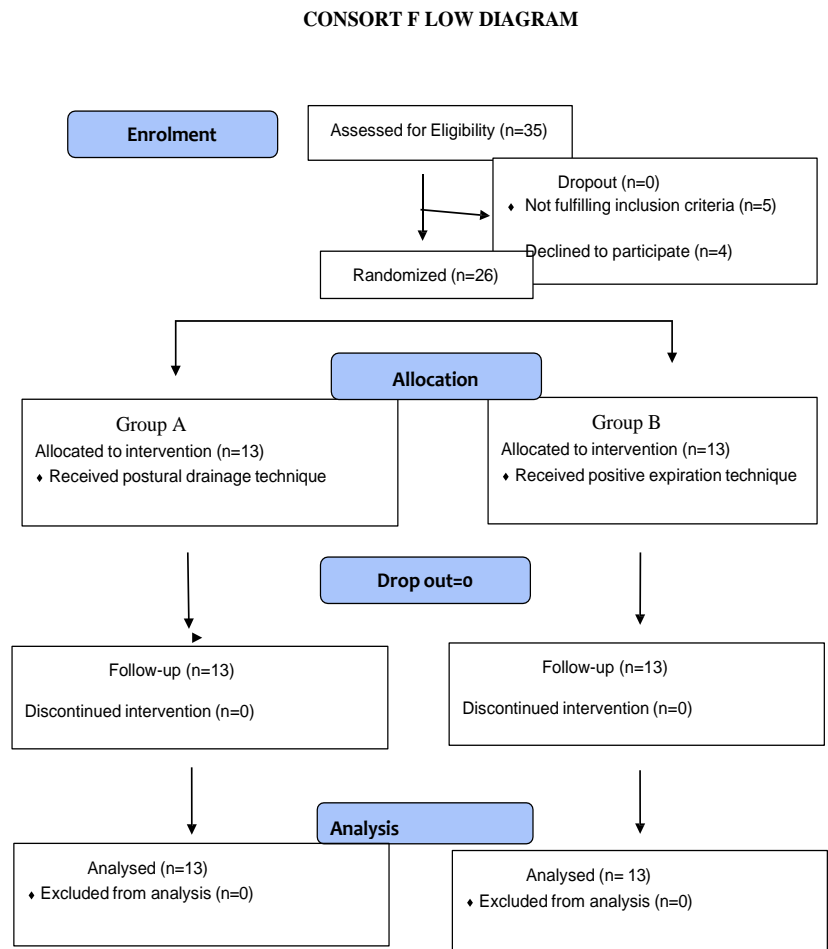 CONSORT F LOW DIAGRAM
Enrolment
Assessed for Eligibility (n=35)
Dropout (n=0)
♦ Not fulfilling inclusion criteria (n=5)
Declined to participate (n=4)
Randomized (n=26)
Allocation
Group A
Allocated to intervention (n=13)
♦ Received postural drainage technique
Group B
Allocated to intervention (n=13)
♦ Received positive expiration technique
Drop out=0
Follow-up (n=13)
Discontinued intervention (n=0)
Follow-up (n=13)
Discontinued intervention (n=0)
Analysis
Analysed (n=13)
♦ Excluded from analysis (n=0)
Analysed (n= 13)
♦ Excluded from analysis (n=0)